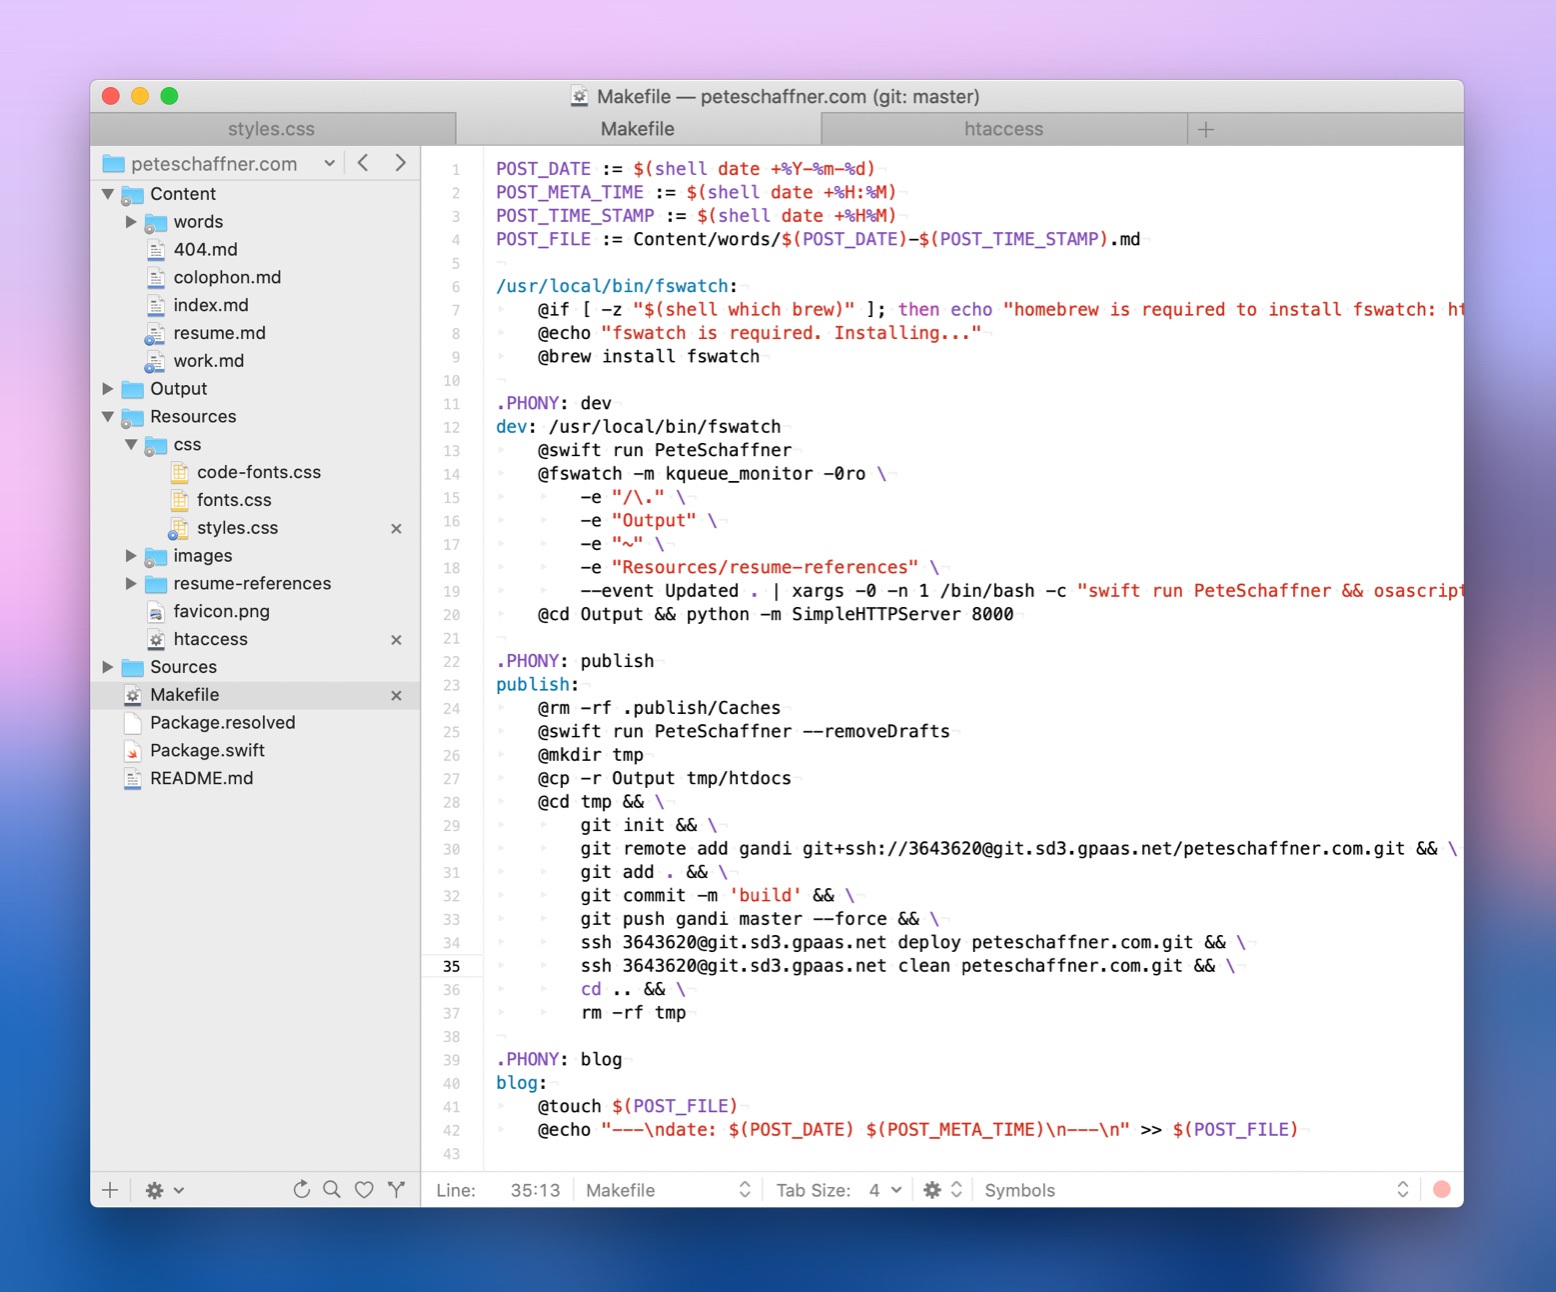 Makefile — peteschaffner.com (git: master)
styles.css
Makefile
htaccess
peteschaffner.com
Content
words
404.md
colophon.md
index.md
resume.md
work.md
Output
Resources
css
code-fonts.css
fonts.css
styles.css
images
resume-references
favicon.png
htaccess
Sources
Makefile
Package.resolved
Package.swift
README.md
1 POST_DATE := $(shell date +%Y-%m-%d)
2 POST_META_TIME := $(shell date +%H:%M)
3 POST_TIME_STAMP := $(shell date +%H%M)
4 POST_FILE := Content/words/$(POST_DATE)-$(POST_TIME_STAMP).md
5
6 /usr/local/bin/fswatch:
7 @if [ -z "$(shell which brew)" ]; then echo "homebrew is required to install fswatch: ht
8 @echo "fswatch is required. Installing..."
9 @brew install fswatch
10
11 .PHONY: dev
12 dev: /usr/local/bin/fswatch
13 @swift run PeteSchaffner
14 @fswatch -m kqueue_monitor -0ro \
15 -e "/\." \
16 -e "Output" \
17 -e "~" \
18 -e "Resources/resume-references" \
19 --event Updated . | xargs -0 -n 1 /bin/bash -c "swift run PeteSchaffner && osascript
20 @cd Output && python -m SimpleHTTPServer 8000
21
22 .PHONY: publish
23 publish:
24 @rm -rf .publish/Caches
25 @swift run PeteSchaffner --removeDrafts
26 @mkdir tmp
27 @cp -r Output tmp/htdocs
28 @cd tmp && \
29 git init && \
30 git remote add gandi git+ssh://3643620@git.sd3.gpaas.net/peteschaffner.com.git && \
31 git add . && \
32 git commit -m 'build' && \
33 git push gandi master --force && \
34 ssh 3643620@git.sd3.gpaas.net deploy peteschaffner.com.git && \
35 ssh 3643620@git.sd3.gpaas.net clean peteschaffner.com.git && \
36 cd .. && \
37 rm -rf tmp
38
39 .PHONY: blog
40 blog:
41 @touch $(POST_FILE)
42 @echo "---\ndate: $(POST_DATE) $(POST_META_TIME)\n---\n" >> $(POST_FILE)
43
Line: 35:13
Makefile
Tab Size: 4
Symbols